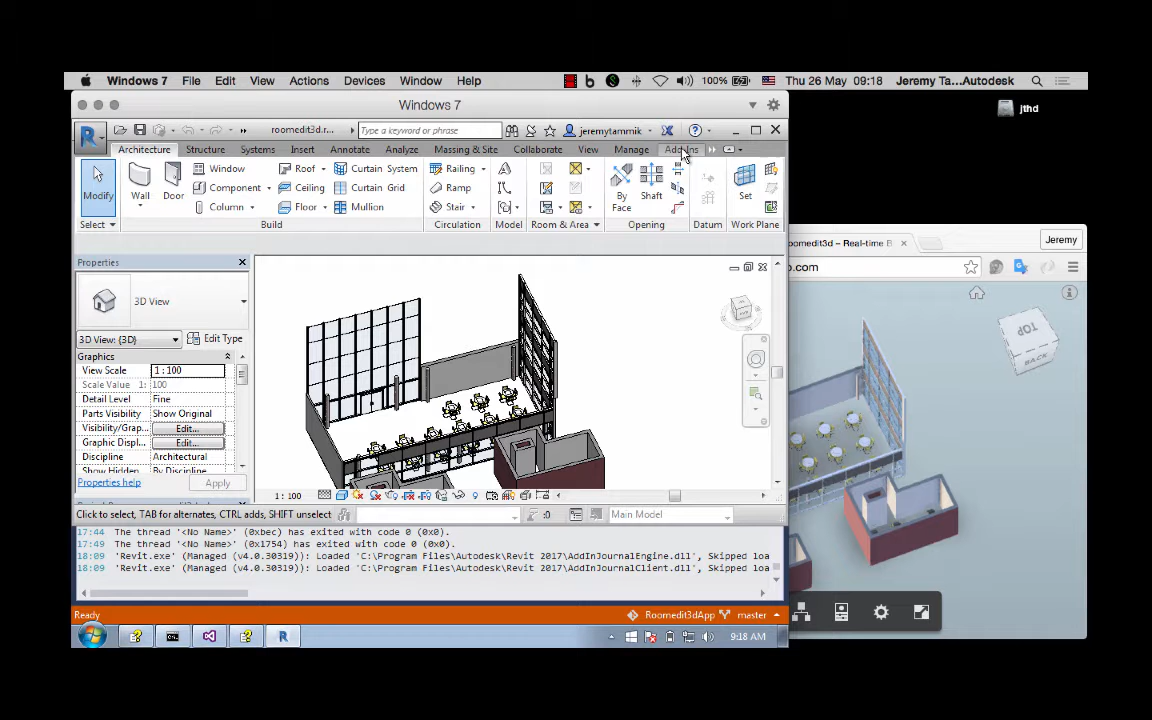 Windows 7 File Edit View Actions Devices Window Help 100% Thu 26 May 09:18 Jeremy Ta...Autodesk
Windows 7
jthd
roomedit3d.r... Type a keyword or phrase jeremytammik
Architecture Structure Systems Insert Annotate Analyze Massing & Site Collaborate View Manage Add-Ins
Window Roof Curtain System Railing
Component Ceiling Curtain Grid Ramp
Modify Wall Door By Face Shaft Set
Column Floor Mullion Stair
Select Build Circulation Model Room & Area Opening Datum Work Plane
oomedit3d – Real-time B Jeremy
Properties
o.com
3D View
TOP
BACK
3D View: {3D} Edit Type
Graphics
View Scale 1 : 100
Scale Value 1: 100
Detail Level Fine
Parts Visibility Show Original
Visibility/Grap... Edit...
Graphic Displ... Edit...
Discipline Architectural
Show Hidden By Discipline
Properties help Apply
1 : 100
Click to select, TAB for alternates, CTRL adds, SHIFT unselect :0 Main Model
17:44 The thread '<No Name>' (0xbec) has exited with code 0 (0x0).
17:49 The thread '<No Name>' (0x1754) has exited with code 0 (0x0).
18:09 'Revit.exe' (Managed (v4.0.30319)): Loaded 'C:\Program Files\Autodesk\Revit 2017\AddInJournalEngine.dll', Skipped loa
18:09 'Revit.exe' (Managed (v4.0.30319)): Loaded 'C:\Program Files\Autodesk\Revit 2017\AddInJournalClient.dll', Skipped loa
Ready Roomedit3dApp master
9:18 AM